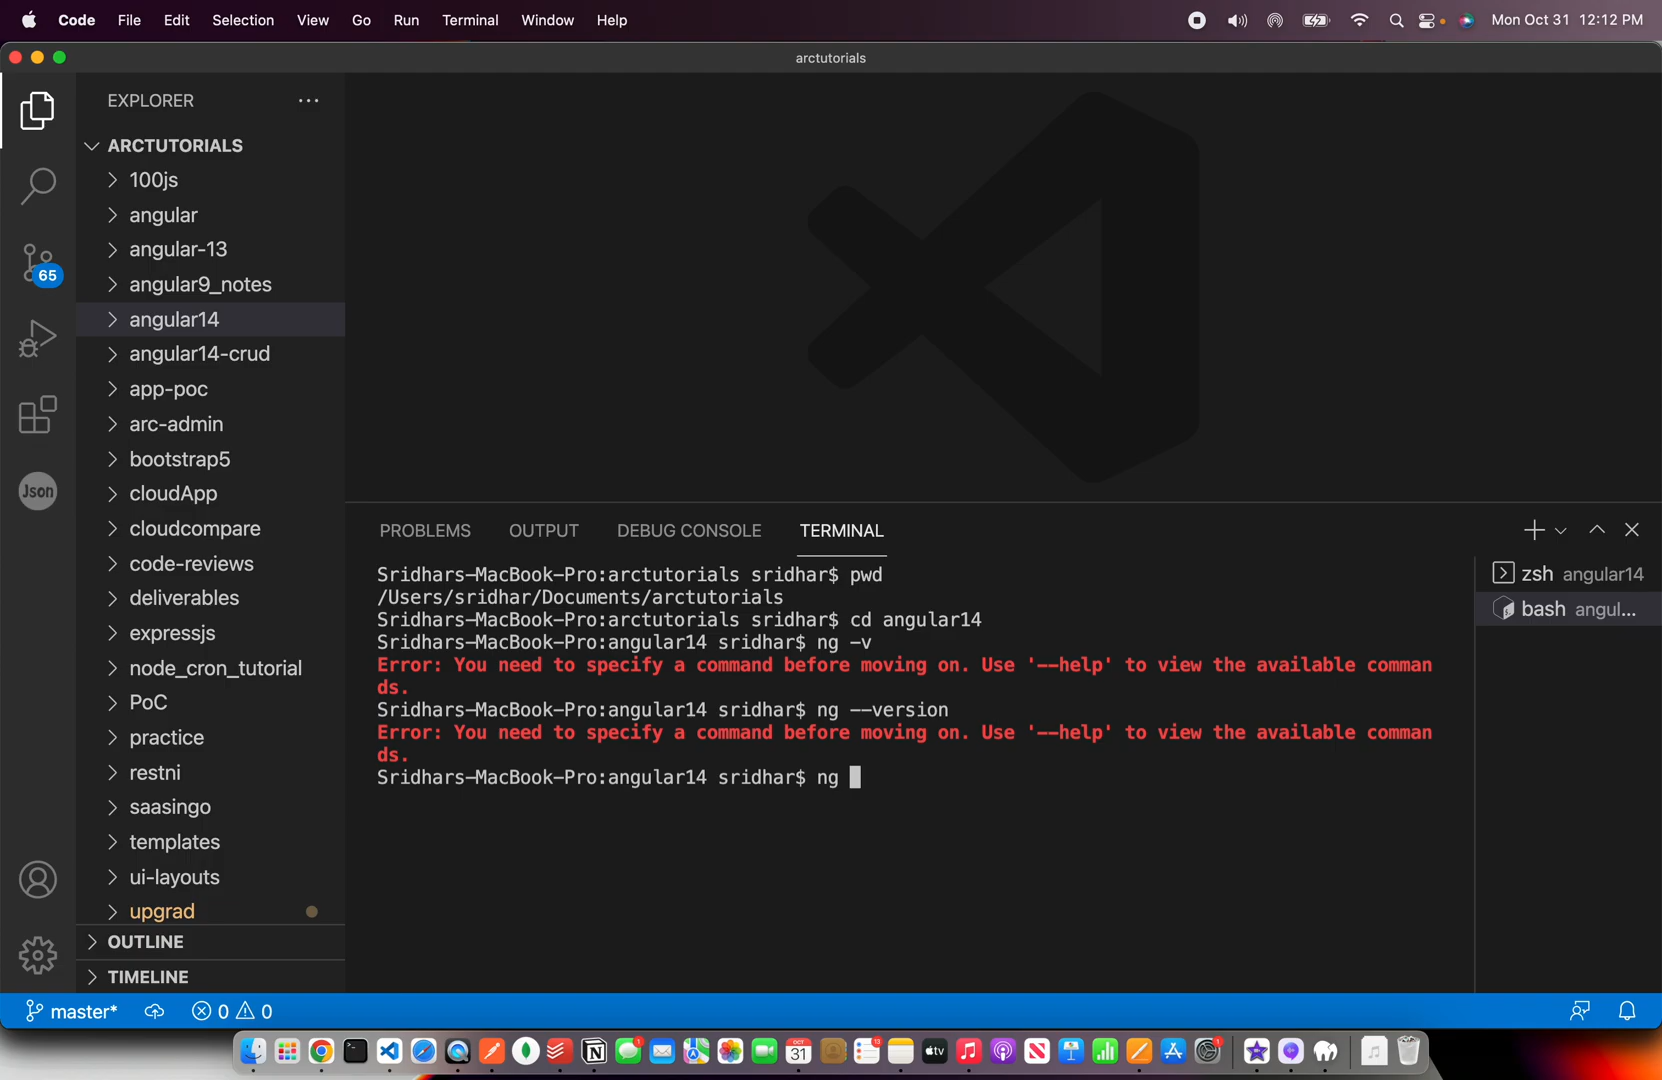 Code File Edit Selection View Go Run Terminal Window Help Mon Oct 31 12:12 PM
arctutorials
EXPLORER
ARCTUTORIALS
100js
angular
angular-13
angular9_notes
angular14
angular14-crud
app-poc
arc-admin
bootstrap5
cloudApp
cloudcompare
code-reviews
deliverables
expressjs
node_cron_tutorial
PoC
practice
restni
saasingo
templates
ui-layouts
upgrad
OUTLINE
TIMELINE
65
Json
PROBLEMS OUTPUT DEBUG CONSOLE TERMINAL
Sridhars-MacBook-Pro:arctutorials sridhar$ pwd
/Users/sridhar/Documents/arctutorials
Sridhars-MacBook-Pro:arctutorials sridhar$ cd angular14
Sridhars-MacBook-Pro:angular14 sridhar$ ng -v
Error: You need to specify a command before moving on. Use '--help' to view the available comman
ds.
Sridhars-MacBook-Pro:angular14 sridhar$ ng --version
Error: You need to specify a command before moving on. Use '--help' to view the available comman
ds.
Sridhars-MacBook-Pro:angular14 sridhar$ ng
zsh angular14
bash angul...
master* 0 0
OCT
31
1
13
tv
1